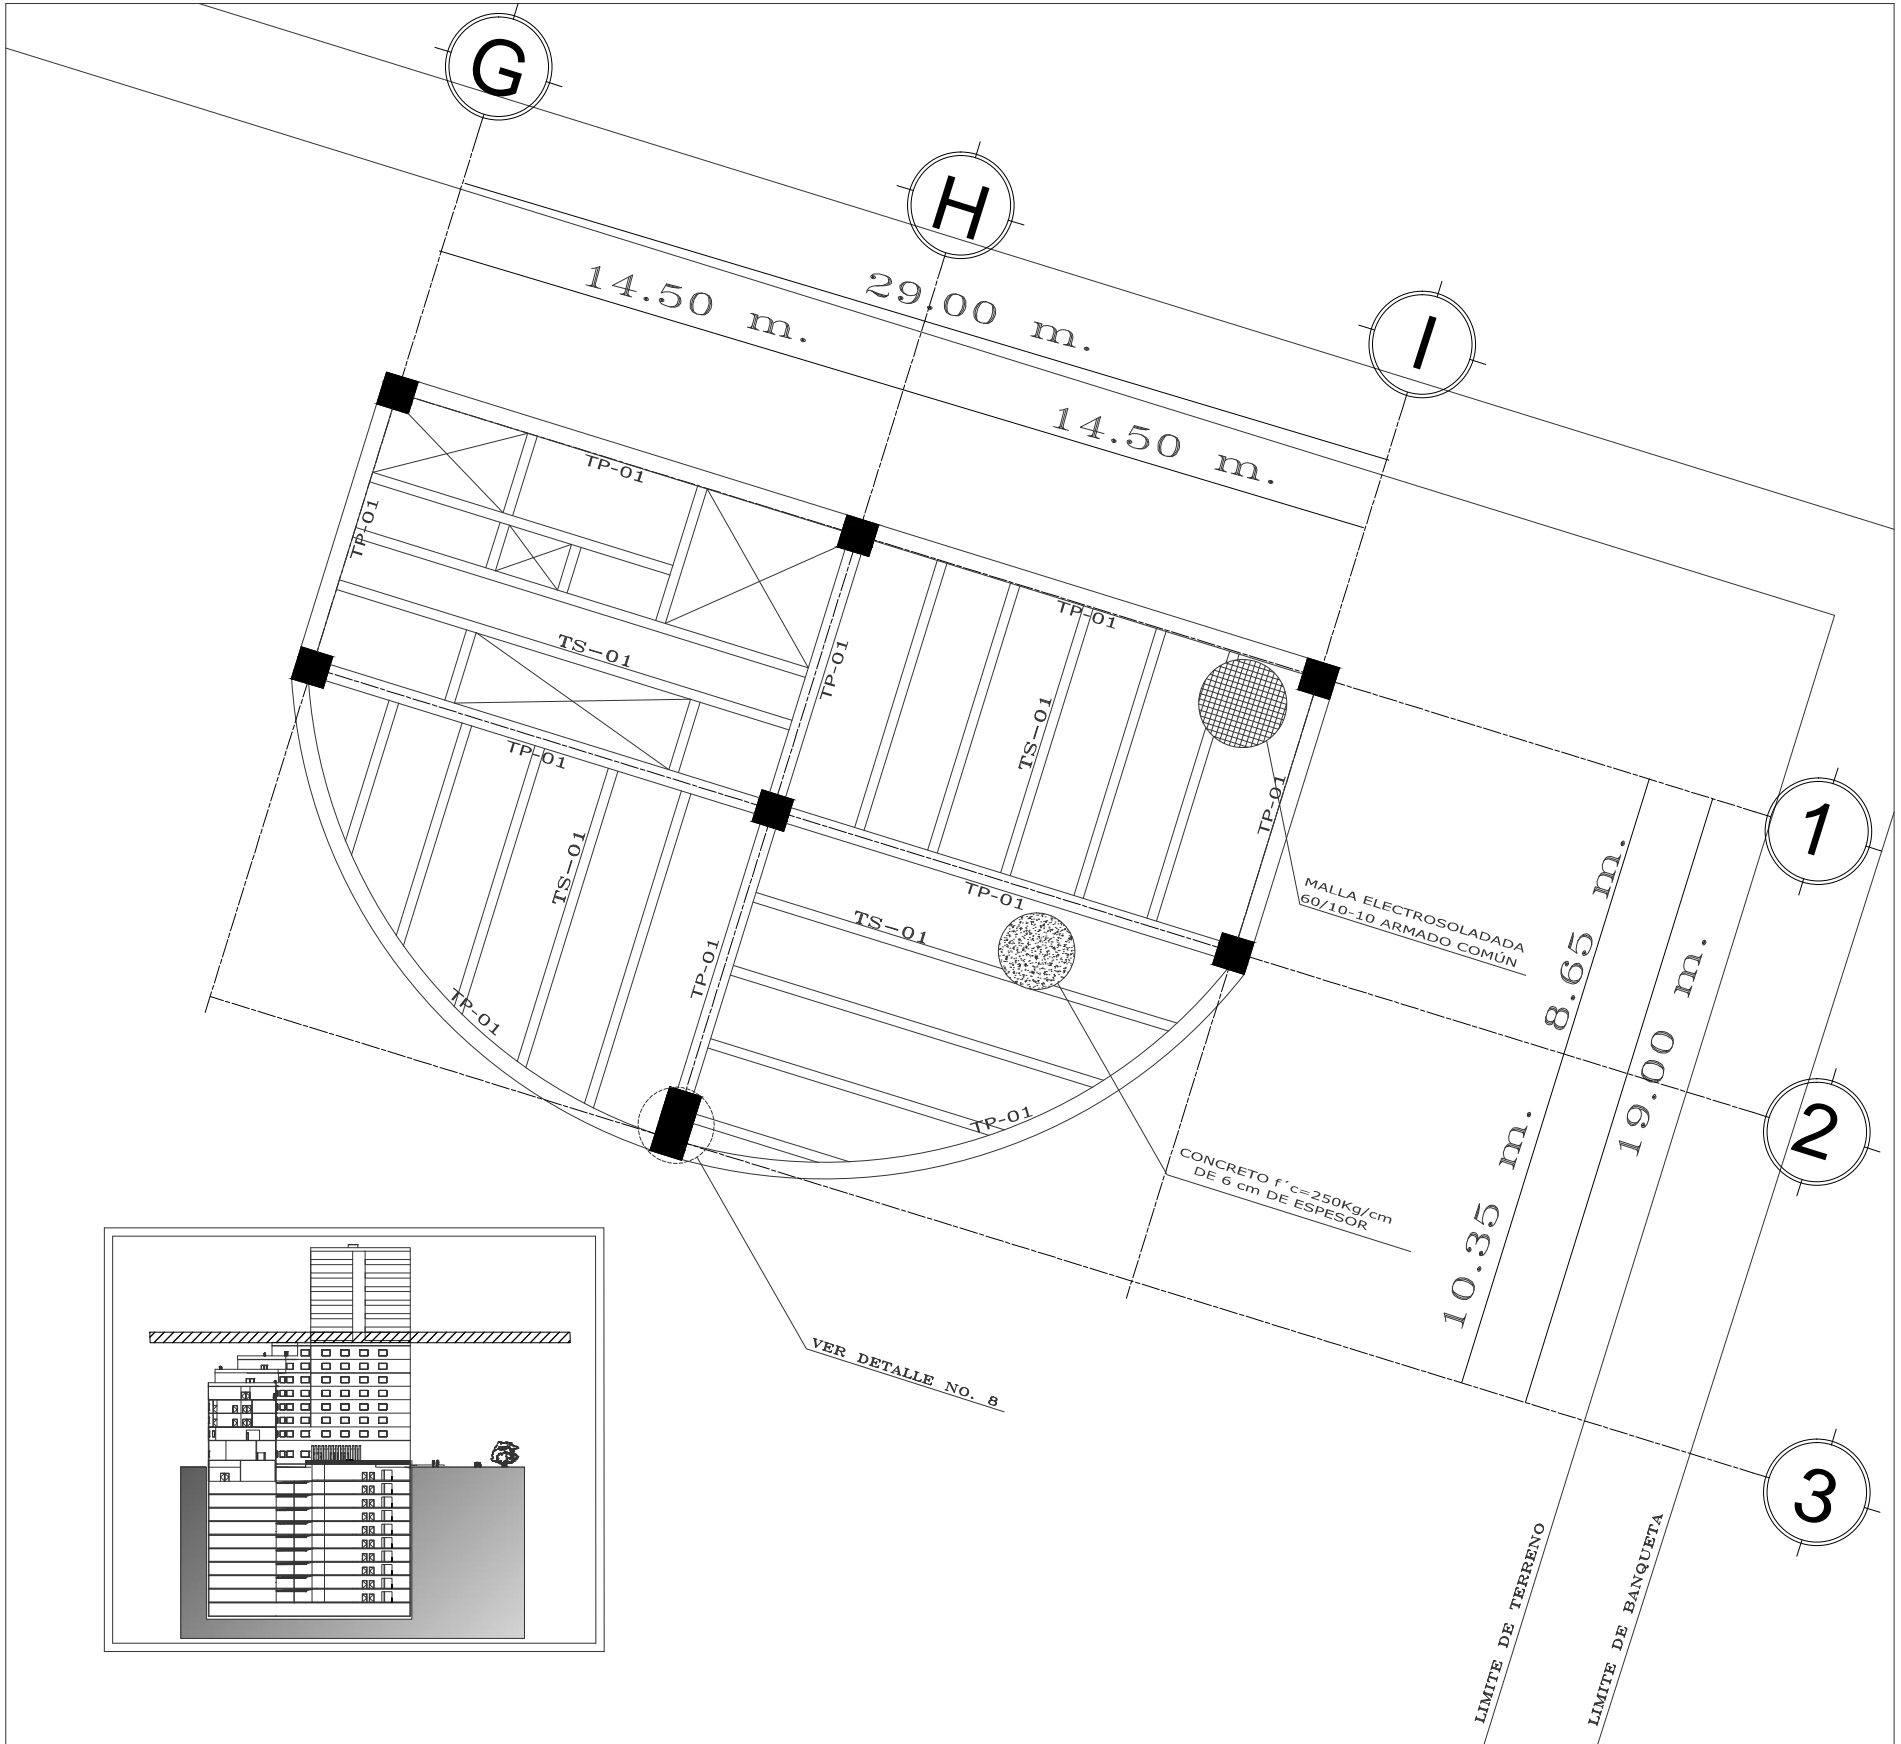 G
H
I
29.00 m.
14.50 m.
14.50 m.
TP-01
TP-01
TP-01
TS-01
TP-01
TS-01
TP-01
TP-01
TS-01
TP-01
TS-01
TP-01
TP-01
TP-01
MALLA ELECTROSOLADADA
60/10-10 ARMADO COMÚN
CONCRETO f´c=250Kg/cm
DE 6 cm DE ESPESOR
VER DETALLE NO. 8
8.65 m.
19.00 m.
10.35 m.
1
2
3
LIMITE DE TERRENO
LIMITE DE BANQUETA